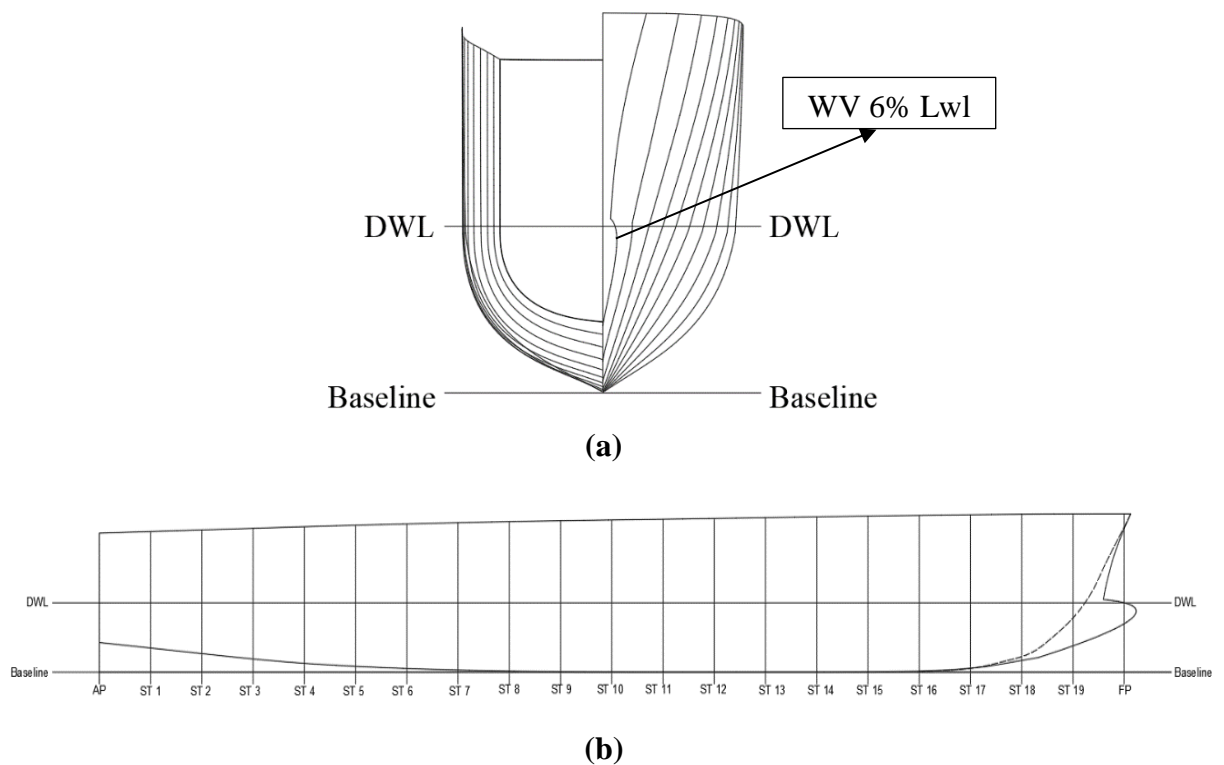 WV 6% Lwl
DWL DWL
Baseline Baseline
(a)
DWL DWL
Baseline Baseline
AP ST 1 ST 2 ST 3 ST 4 ST 5 ST 6 ST 7 ST 8 ST 9 ST 10 ST 11 ST 12 ST 13 ST 14 ST 15 ST 16 ST 17 ST 18 ST 19 FP
(b)